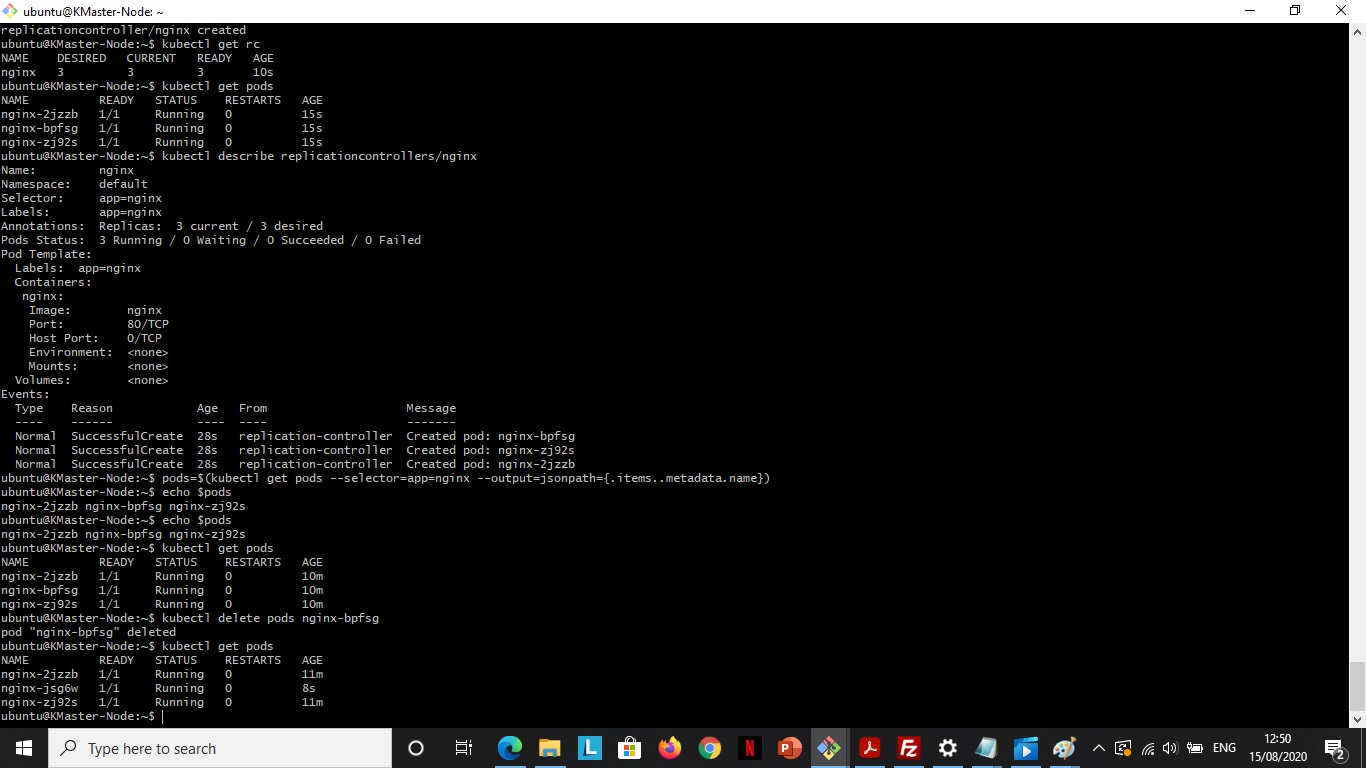 ubuntu@KMaster-Node: ~
replicationcontroller/nginx created
ubuntu@KMaster-Node:~$ kubectl get rc
NAME    DESIRED   CURRENT   READY   AGE
nginx   3         3         3       10s
ubuntu@KMaster-Node:~$ kubectl get pods
NAME          READY   STATUS    RESTARTS   AGE
nginx-2jzzb   1/1     Running   0          15s
nginx-bpfsg   1/1     Running   0          15s
nginx-zj92s   1/1     Running   0          15s
ubuntu@KMaster-Node:~$ kubectl describe replicationcontrollers/nginx
Name:         nginx
Namespace:    default
Selector:     app=nginx
Labels:       app=nginx
Annotations:  Replicas:  3 current / 3 desired
Pods Status:  3 Running / 0 Waiting / 0 Succeeded / 0 Failed
Pod Template:
  Labels:  app=nginx
  Containers:
   nginx:
    Image:        nginx
    Port:         80/TCP
    Host Port:    0/TCP
    Environment:  <none>
    Mounts:       <none>
  Volumes:        <none>
Events:
  Type    Reason            Age   From                    Message
  ----    ------            ----  ----                    -------
  Normal  SuccessfulCreate  28s   replication-controller  Created pod: nginx-bpfsg
  Normal  SuccessfulCreate  28s   replication-controller  Created pod: nginx-zj92s
  Normal  SuccessfulCreate  28s   replication-controller  Created pod: nginx-2jzzb
ubuntu@KMaster-Node:~$ pods=$(kubectl get pods --selector=app=nginx --output=jsonpath={.items..metadata.name})
ubuntu@KMaster-Node:~$ echo $pods
nginx-2jzzb nginx-bpfsg nginx-zj92s
ubuntu@KMaster-Node:~$ echo $pods
nginx-2jzzb nginx-bpfsg nginx-zj92s
ubuntu@KMaster-Node:~$ kubectl get pods
NAME          READY   STATUS    RESTARTS   AGE
nginx-2jzzb   1/1     Running   0          10m
nginx-bpfsg   1/1     Running   0          10m
nginx-zj92s   1/1     Running   0          10m
ubuntu@KMaster-Node:~$ kubectl delete pods nginx-bpfsg
pod "nginx-bpfsg" deleted
ubuntu@KMaster-Node:~$ kubectl get pods
NAME          READY   STATUS    RESTARTS   AGE
nginx-2jzzb   1/1     Running   0          11m
nginx-jsg6w   1/1     Running   0          8s
nginx-zj92s   1/1     Running   0          11m
ubuntu@KMaster-Node:~$
Type here to search
L
N
P
FZ
ENG
12:50
15/08/2020
2